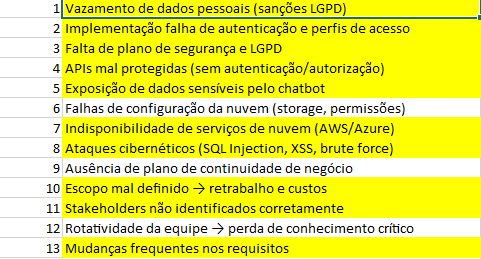 1 Vazamento de dados pessoais (sanções LGPD)
2 Implementação falha de autenticação e perfis de acesso
3 Falta de plano de segurança e LGPD
4 APIs mal protegidas (sem autenticação/autorização)
5 Exposição de dados sensíveis pelo chatbot
6 Falhas de configuração da nuvem (storage, permissões)
7 Indisponibilidade de serviços de nuvem (AWS/Azure)
8 Ataques cibernéticos (SQL Injection, XSS, brute force)
9 Ausência de plano de continuidade de negócio
10 Escopo mal definido → retrabalho e custos
11 Stakeholders não identificados corretamente
12 Rotatividade da equipe → perda de conhecimento crítico
13 Mudanças frequentes nos requisitos